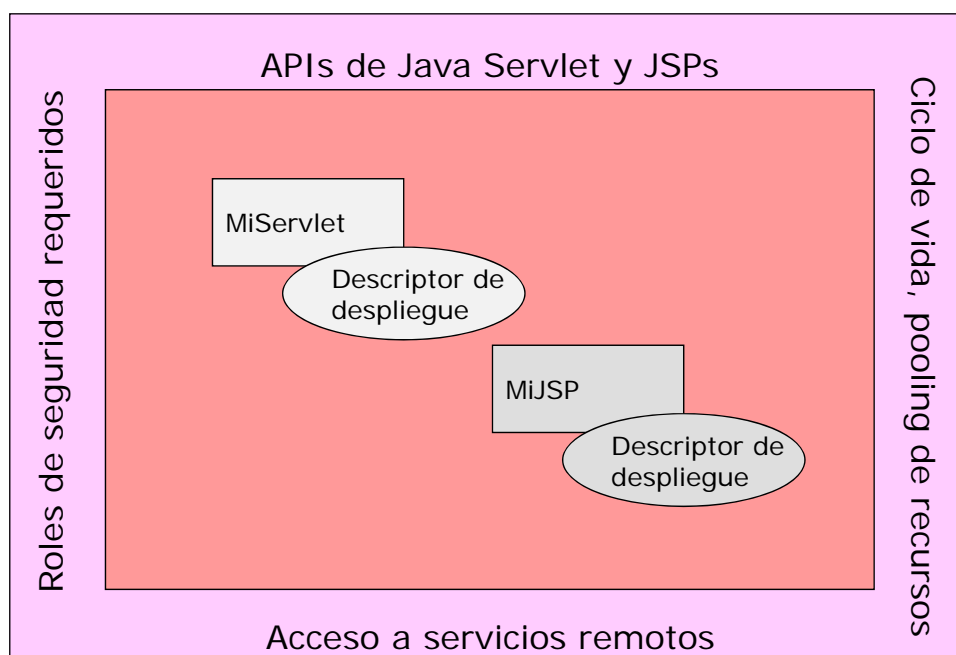 APIs de Java Servlet y JSPs
Roles de seguridad requeridos
Ciclo de vida, pooling de recursos
MiServlet
Descriptor de
despliegue
MiJSP
Descriptor de
despliegue
Acceso a servicios remotos